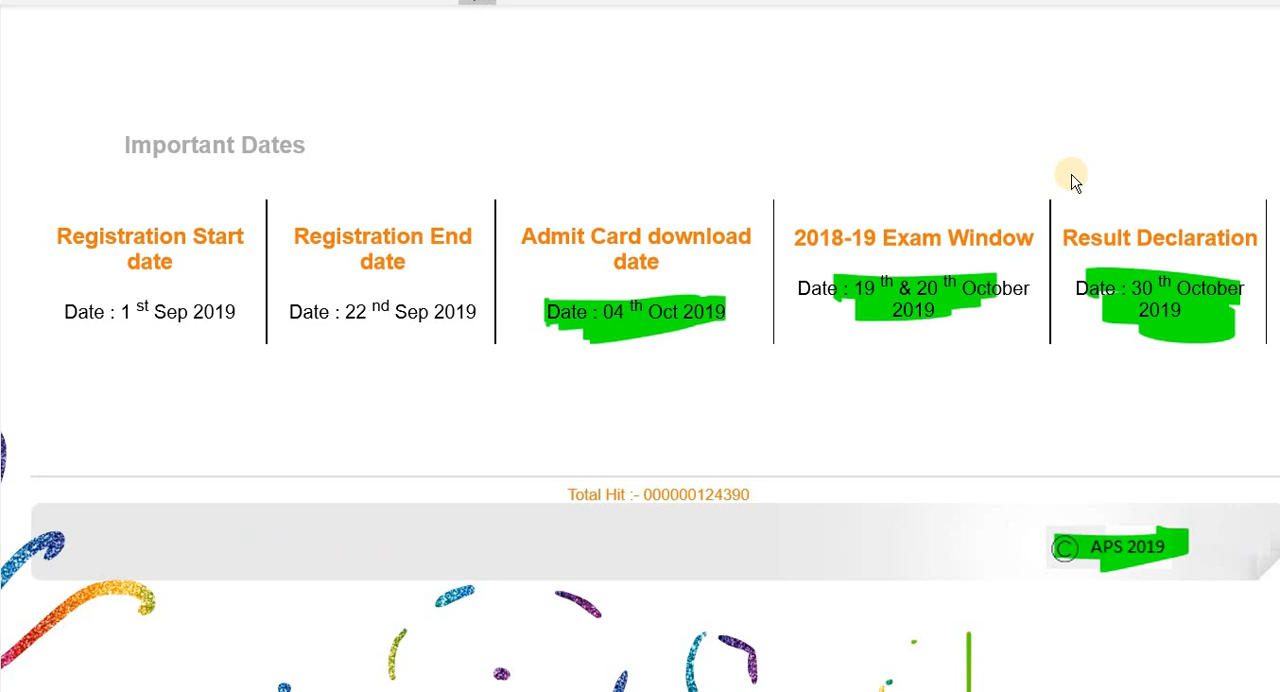 Important Dates
Registration Start
date
Date : 1 st Sep 2019
Registration End
date
Date : 22 nd Sep 2019
Admit Card download
date
Date : 04 th Oct 2019
2018-19 Exam Window
Date : 19 th & 20 th October
2019
Result Declaration
Date : 30 th October
2019
Total Hit :- 000000124390
© APS 2019